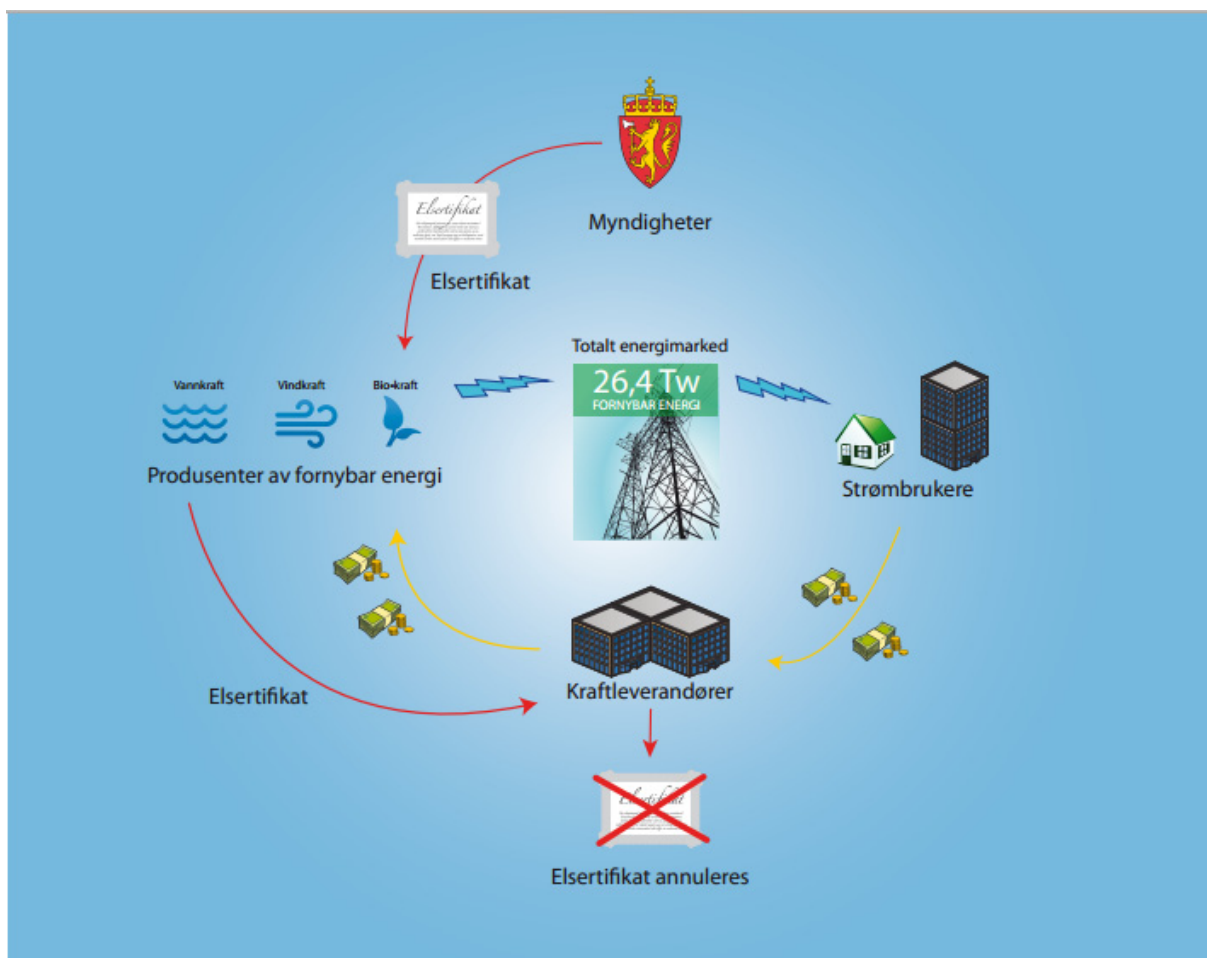 Myndigheter
Elsertifikat
Elsertifikat
Totalt energimarked
26,4 Tw
FORNYBAR ENERGI
Vannkraft
Vindkraft
Bio-kraft
Produsenter av fornybar energi
Strømbrukere
Elsertifikat
Kraftleverandører
Elsertifikat
Elsertifikat annuleres